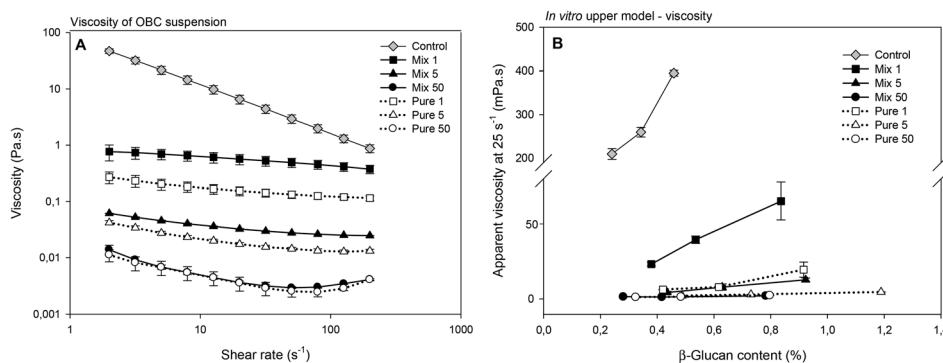 Viscosity of OBC suspension
A
100
10
1
0,1
0,01
0,001
Viscosity (Pa.s)
1
10
100
1000
Shear rate (s⁻¹)
Control
Mix 1
Mix 5
Mix 50
Pure 1
Pure 5
Pure 50
In vitro upper model - viscosity
B
500
400
300
200
50
0
Apparent viscosity at 25 s⁻¹ (mPa.s)
0,0
0,2
0,4
0,6
0,8
1,0
1,2
1,4
β-Glucan content (%)
Control
Mix 1
Mix 5
Mix 50
Pure 1
Pure 5
Pure 50